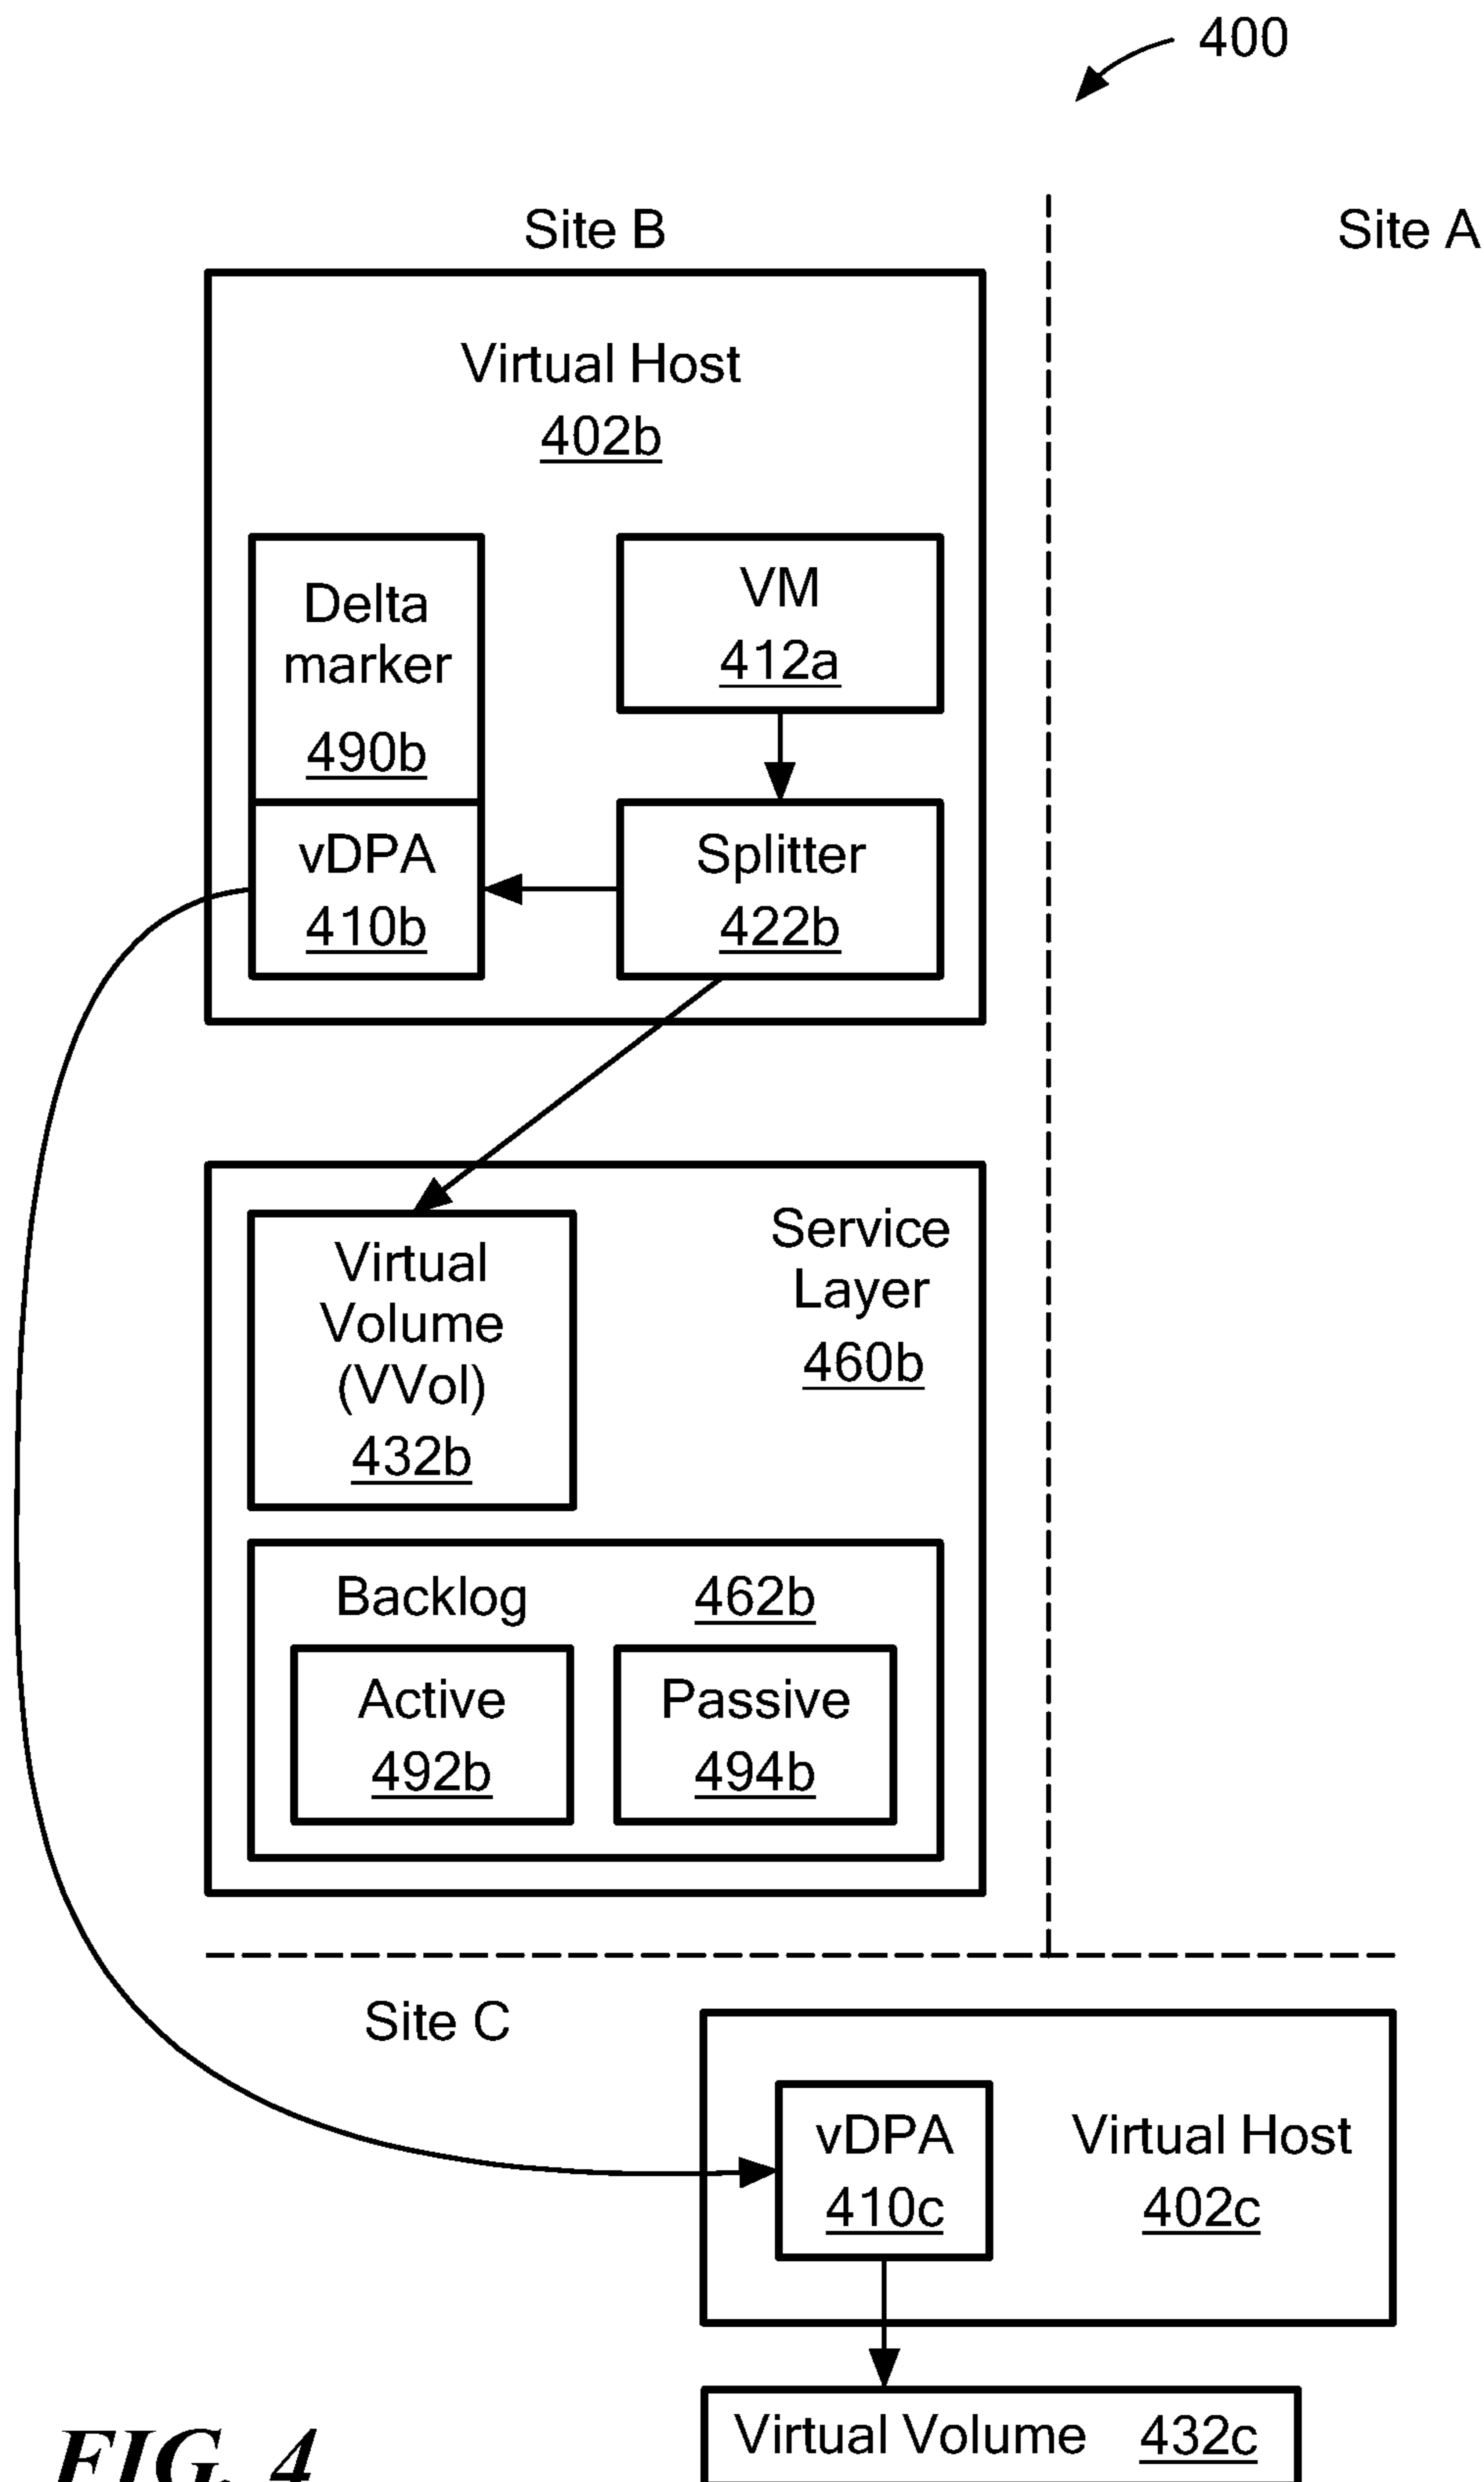 400
Site B
Site A
Virtual Host
402b
Delta
marker
490b
VM
412a
vDPA
410b
Splitter
422b
Virtual
Volume
(VVol)
432b
Service
Layer
460b
Backlog 462b
Active
492b
Passive
494b
Site C
vDPA
410c
Virtual Host
402c
Virtual Volume 432c
FIG. 4